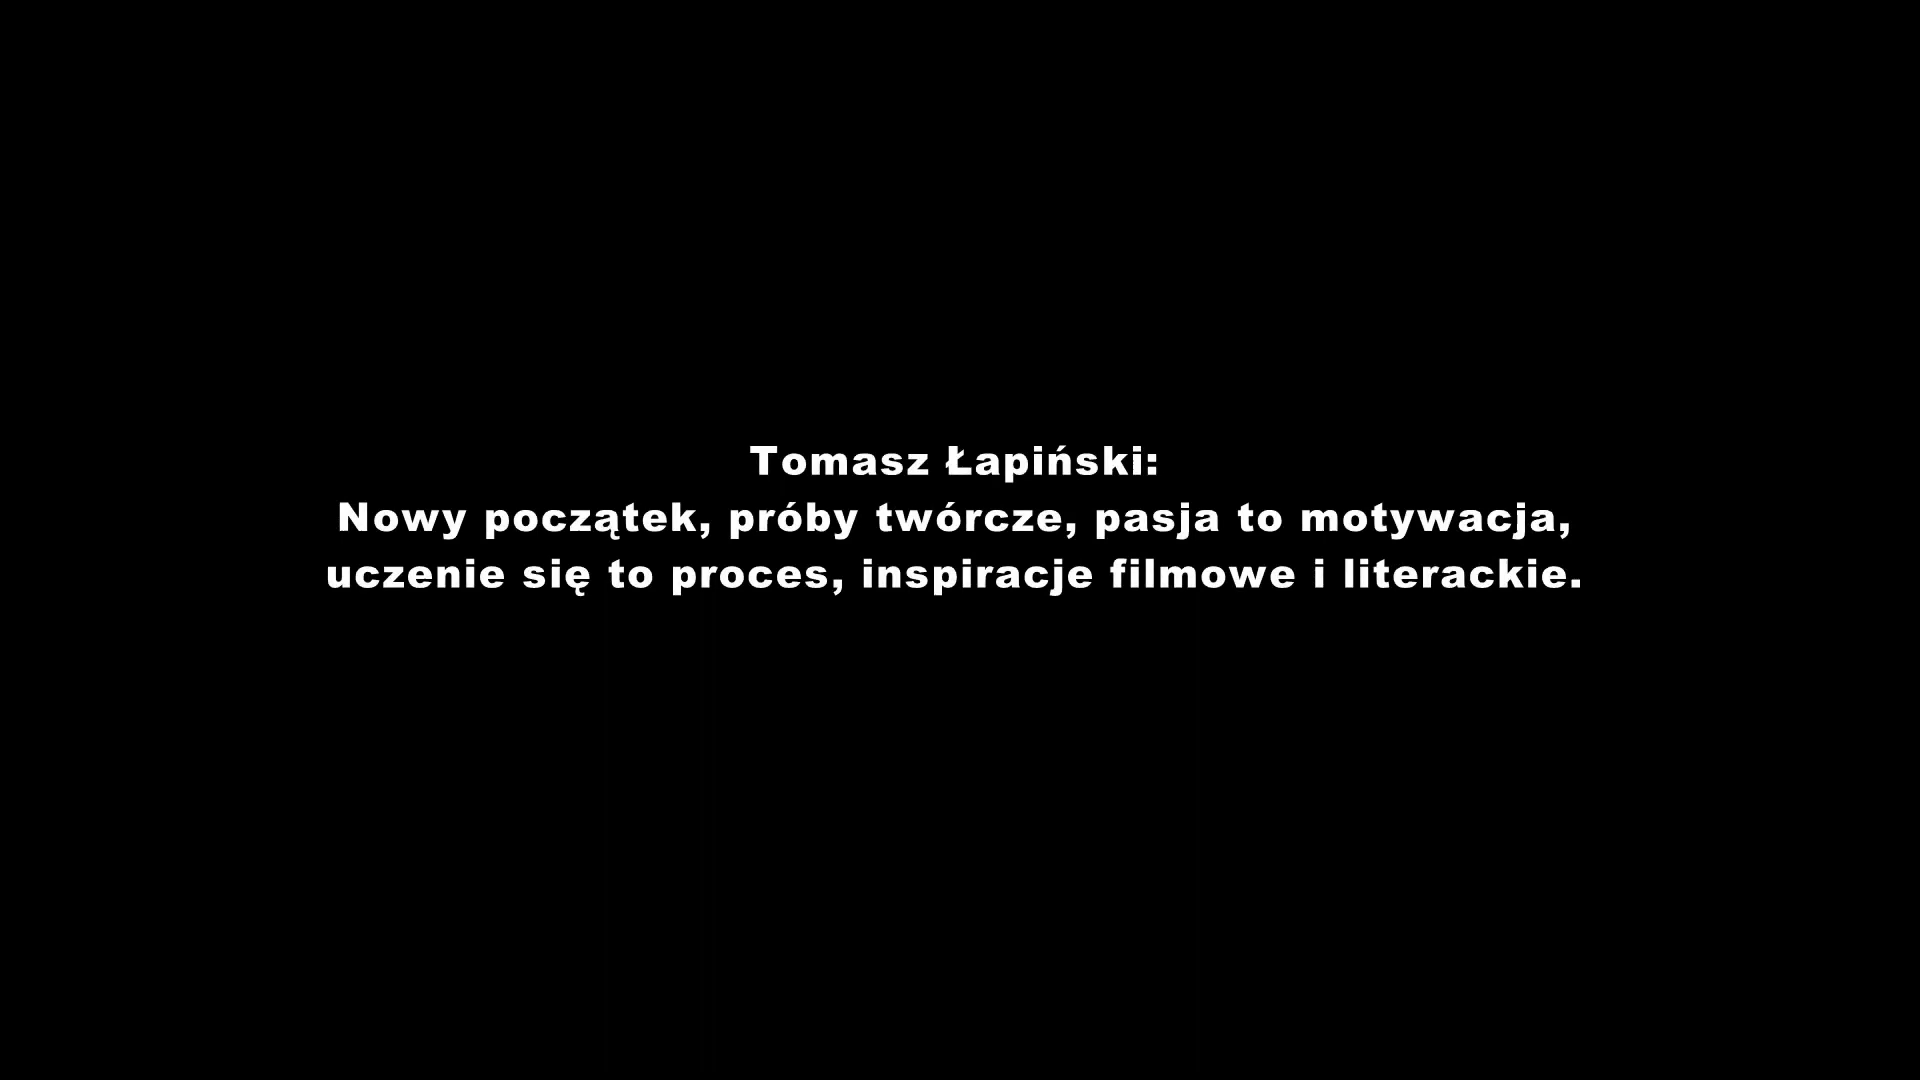 Tomasz Łapiński:
Nowy początek, próby twórcze, pasja to motywacja,
uczenie się to proces, inspiracje filmowe i literackie.